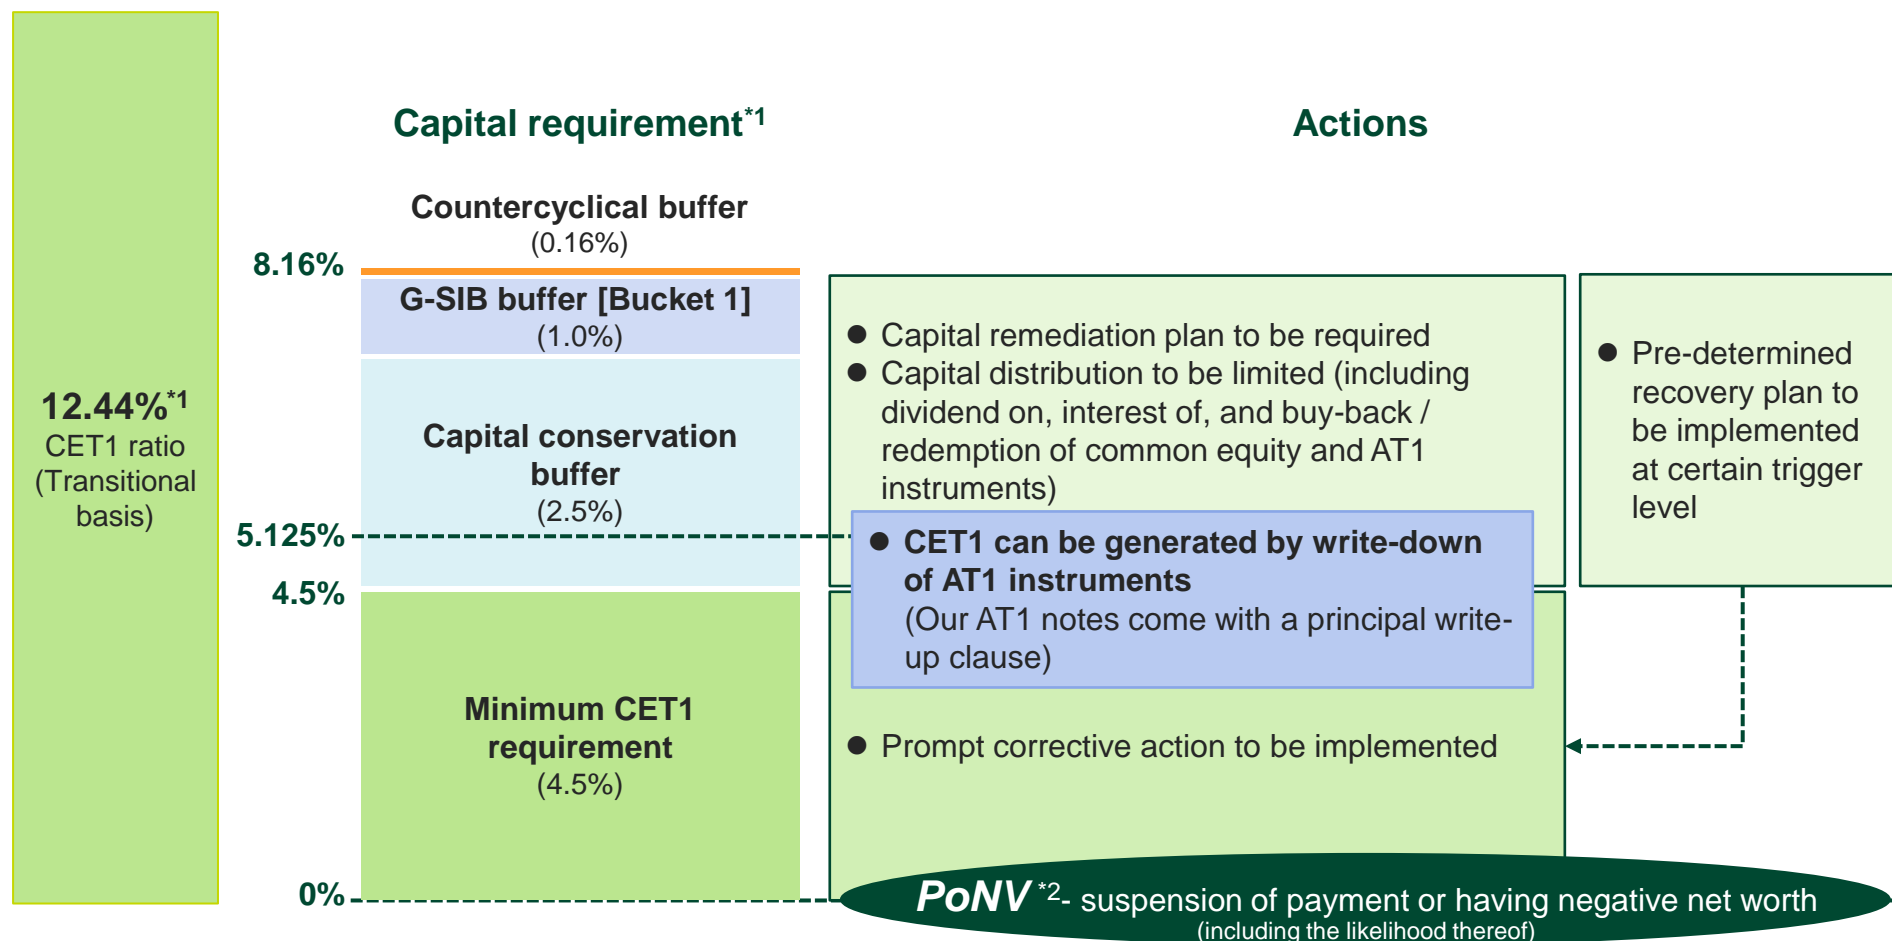 Capital requirement*1
Actions
12.44%*1
CET1 ratio
(Transitional
basis)
Countercyclical buffer
(0.16%)
8.16%
G-SIB buffer [Bucket 1]
(1.0%)
Capital conservation
buffer
(2.5%)
5.125%
4.5%
Minimum CET1
requirement
(4.5%)
0%
● Capital remediation plan to be required
● Capital distribution to be limited (including
dividend on, interest of, and buy-back /
redemption of common equity and AT1
instruments)
● CET1 can be generated by write-down
of AT1 instruments
(Our AT1 notes come with a principal write-
up clause)
● Prompt corrective action to be implemented
● Pre-determined
recovery plan to
be implemented
at certain trigger
level
PoNV *2- suspension of payment or having negative net worth
(including the likelihood thereof)